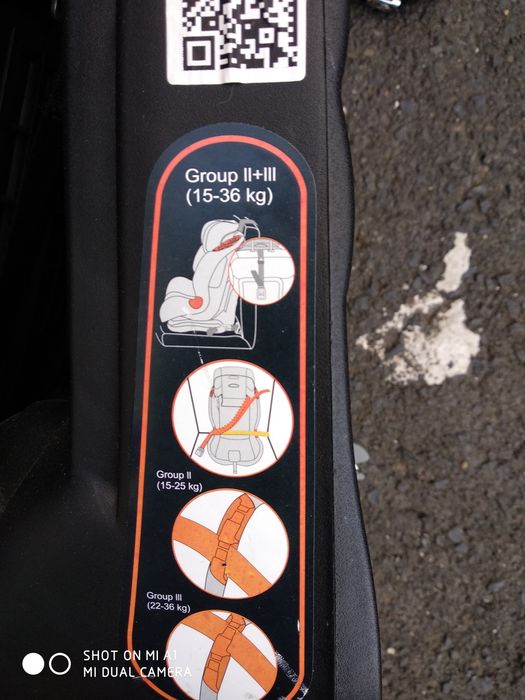 Group II+III
(15-36 kg)
Group II
(15-25 kg)
Group III
(22-36 kg)
SHOT ON MI A1
MI DUAL CAMERA